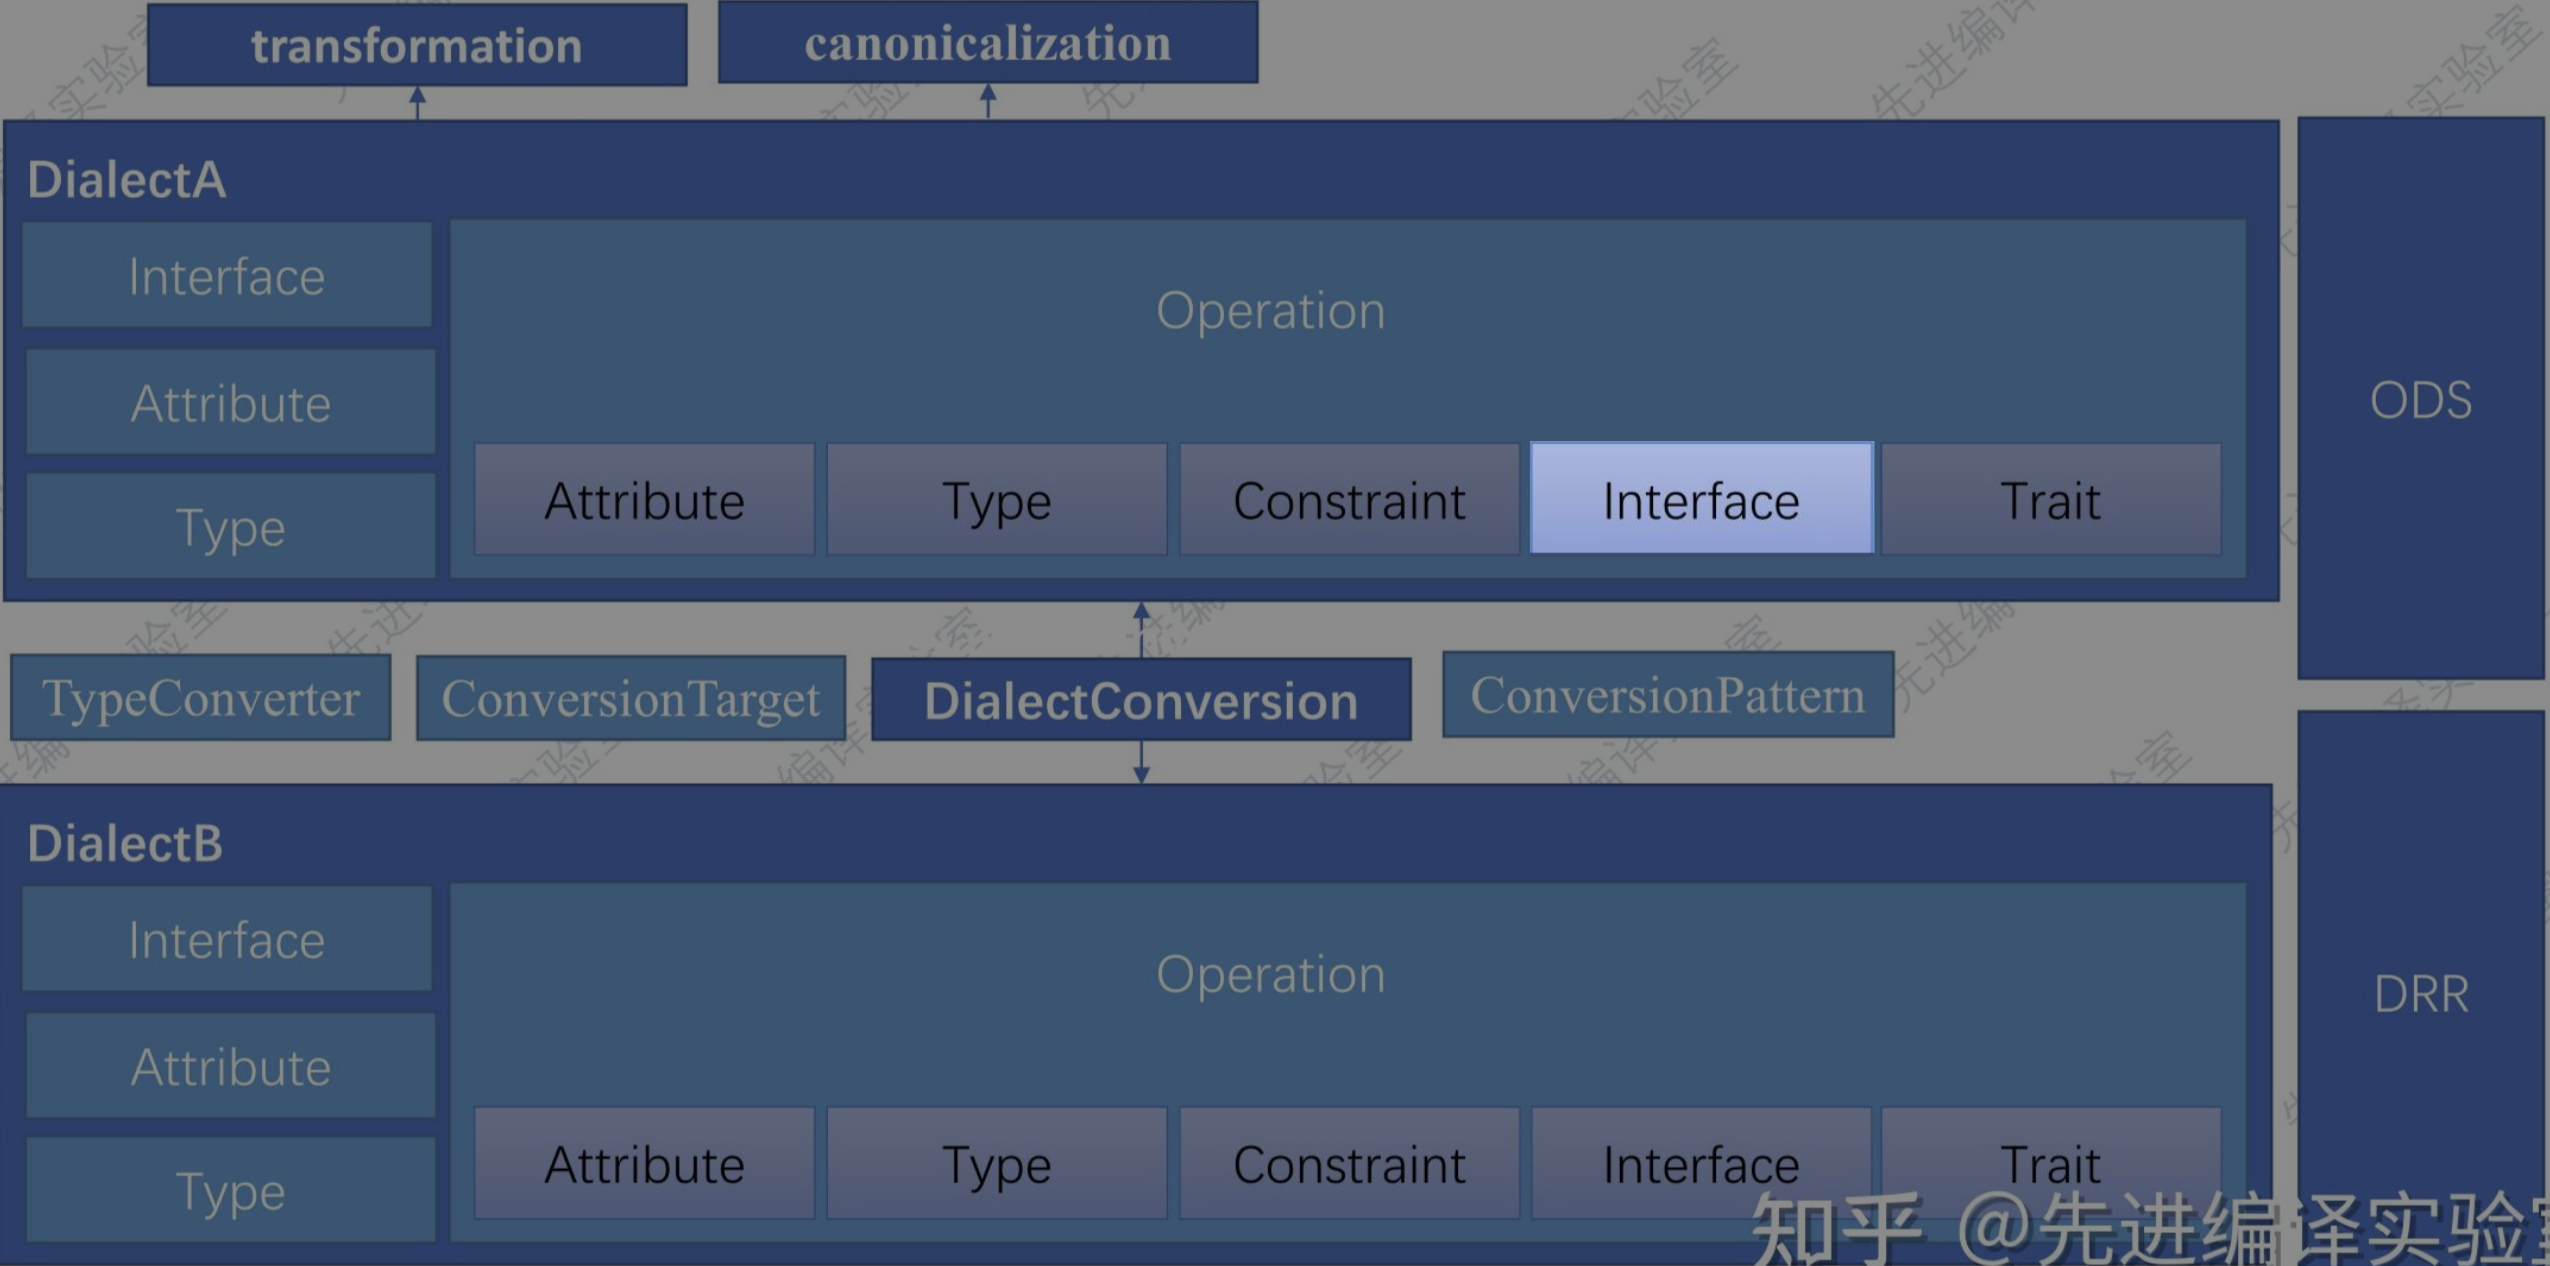 transformation
canonicalization
DialectA
Interface
Attribute
Type
Operation
Attribute
Type
Constraint
Interface
Trait
ODS
TypeConverter
ConversionTarget
DialectConversion
ConversionPattern
DialectB
Interface
Attribute
Type
Operation
Attribute
Type
Constraint
Interface
Trait
DRR
知乎 @先进编译实验室